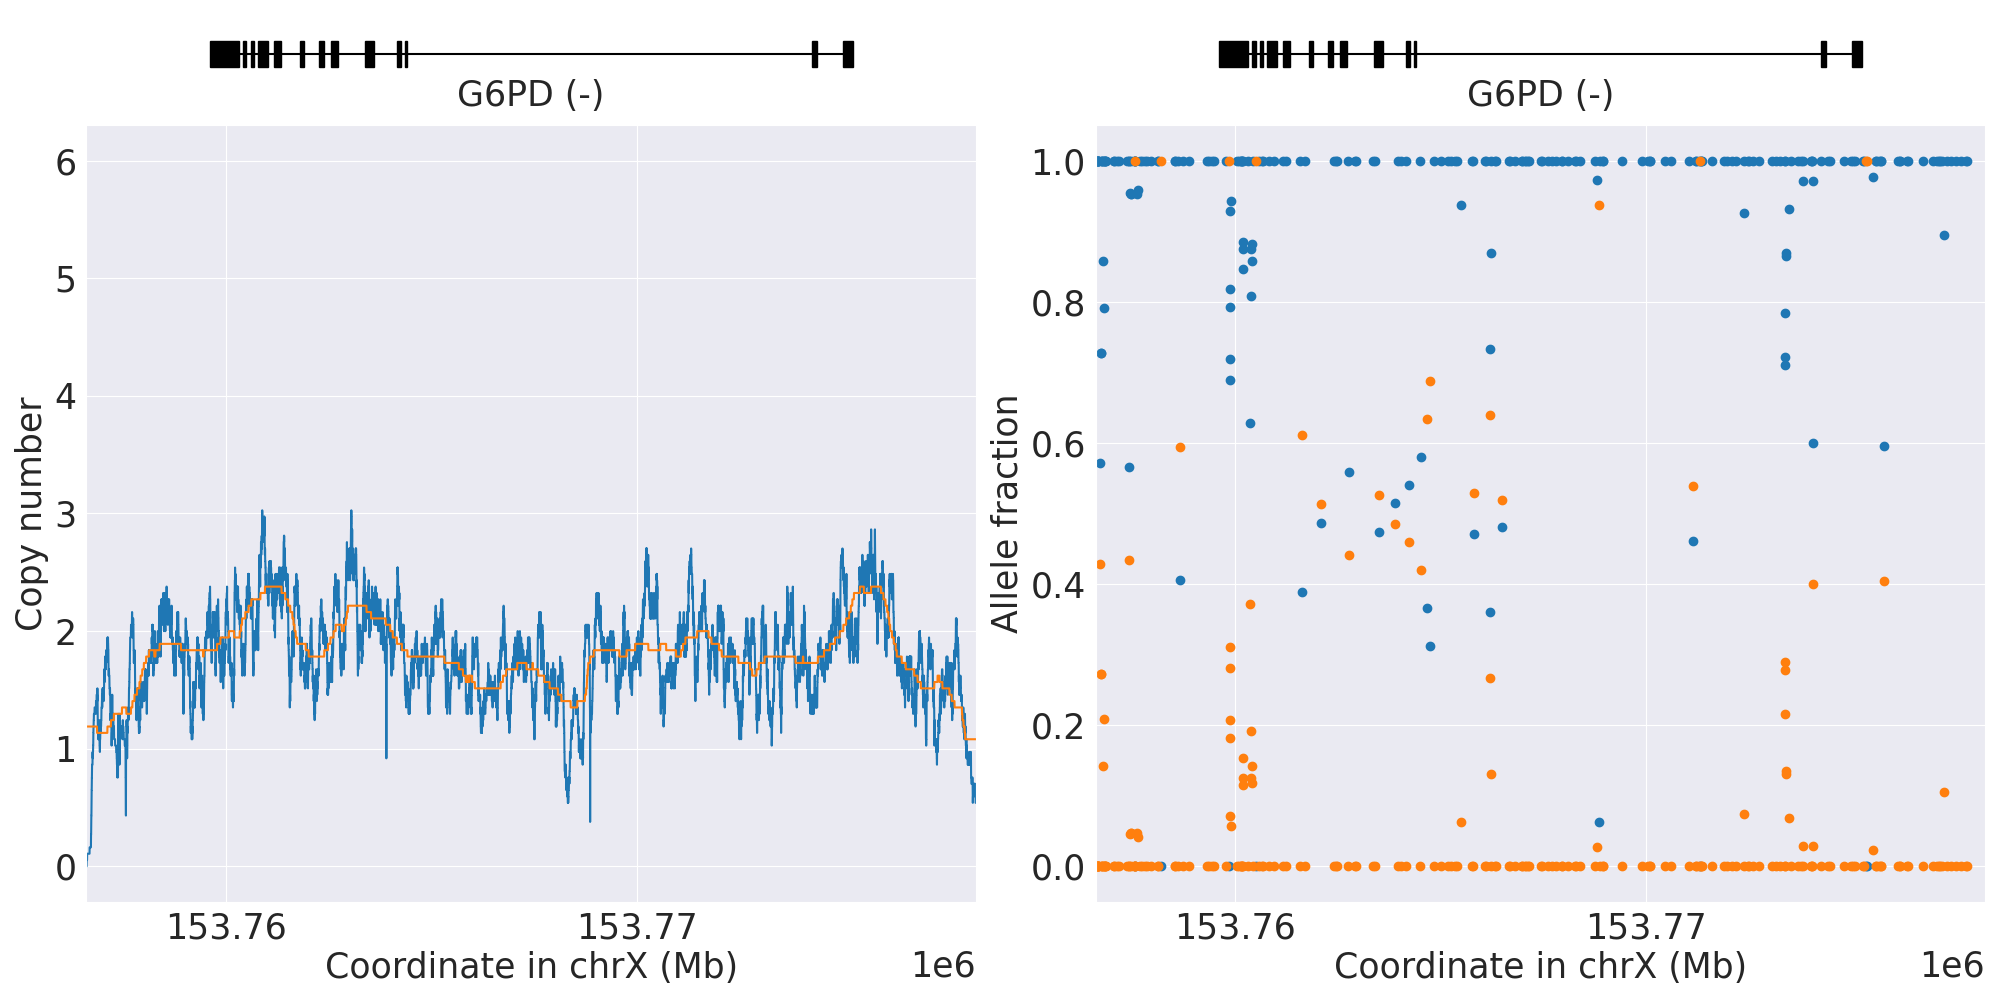 G6PD (-)
6
5
4
3
2
1
0
Copy number
153.76
153.77
Coordinate in chrX (Mb)
1e6
G6PD (-)
1.0
0.8
0.6
0.4
0.2
0.0
Allele fraction
153.76
153.77
Coordinate in chrX (Mb)
1e6